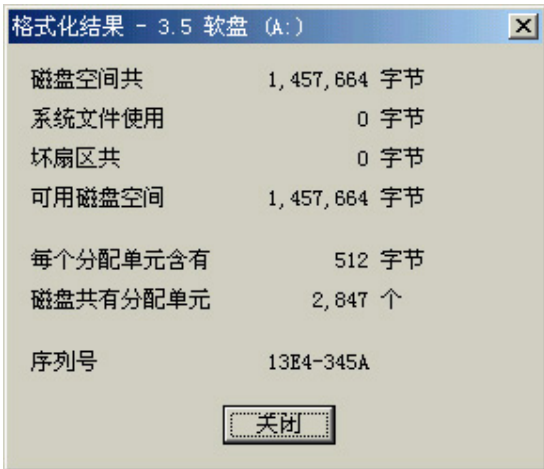 格式化结果 - 3.5 软盘 (A:)
磁盘空间共 1,457,664 字节
系统文件使用 0 字节
坏扇区共 0 字节
可用磁盘空间 1,457,664 字节
每个分配单元含有 512 字节
磁盘共有分配单元 2,847 个
序列号 13E4-345A
关闭